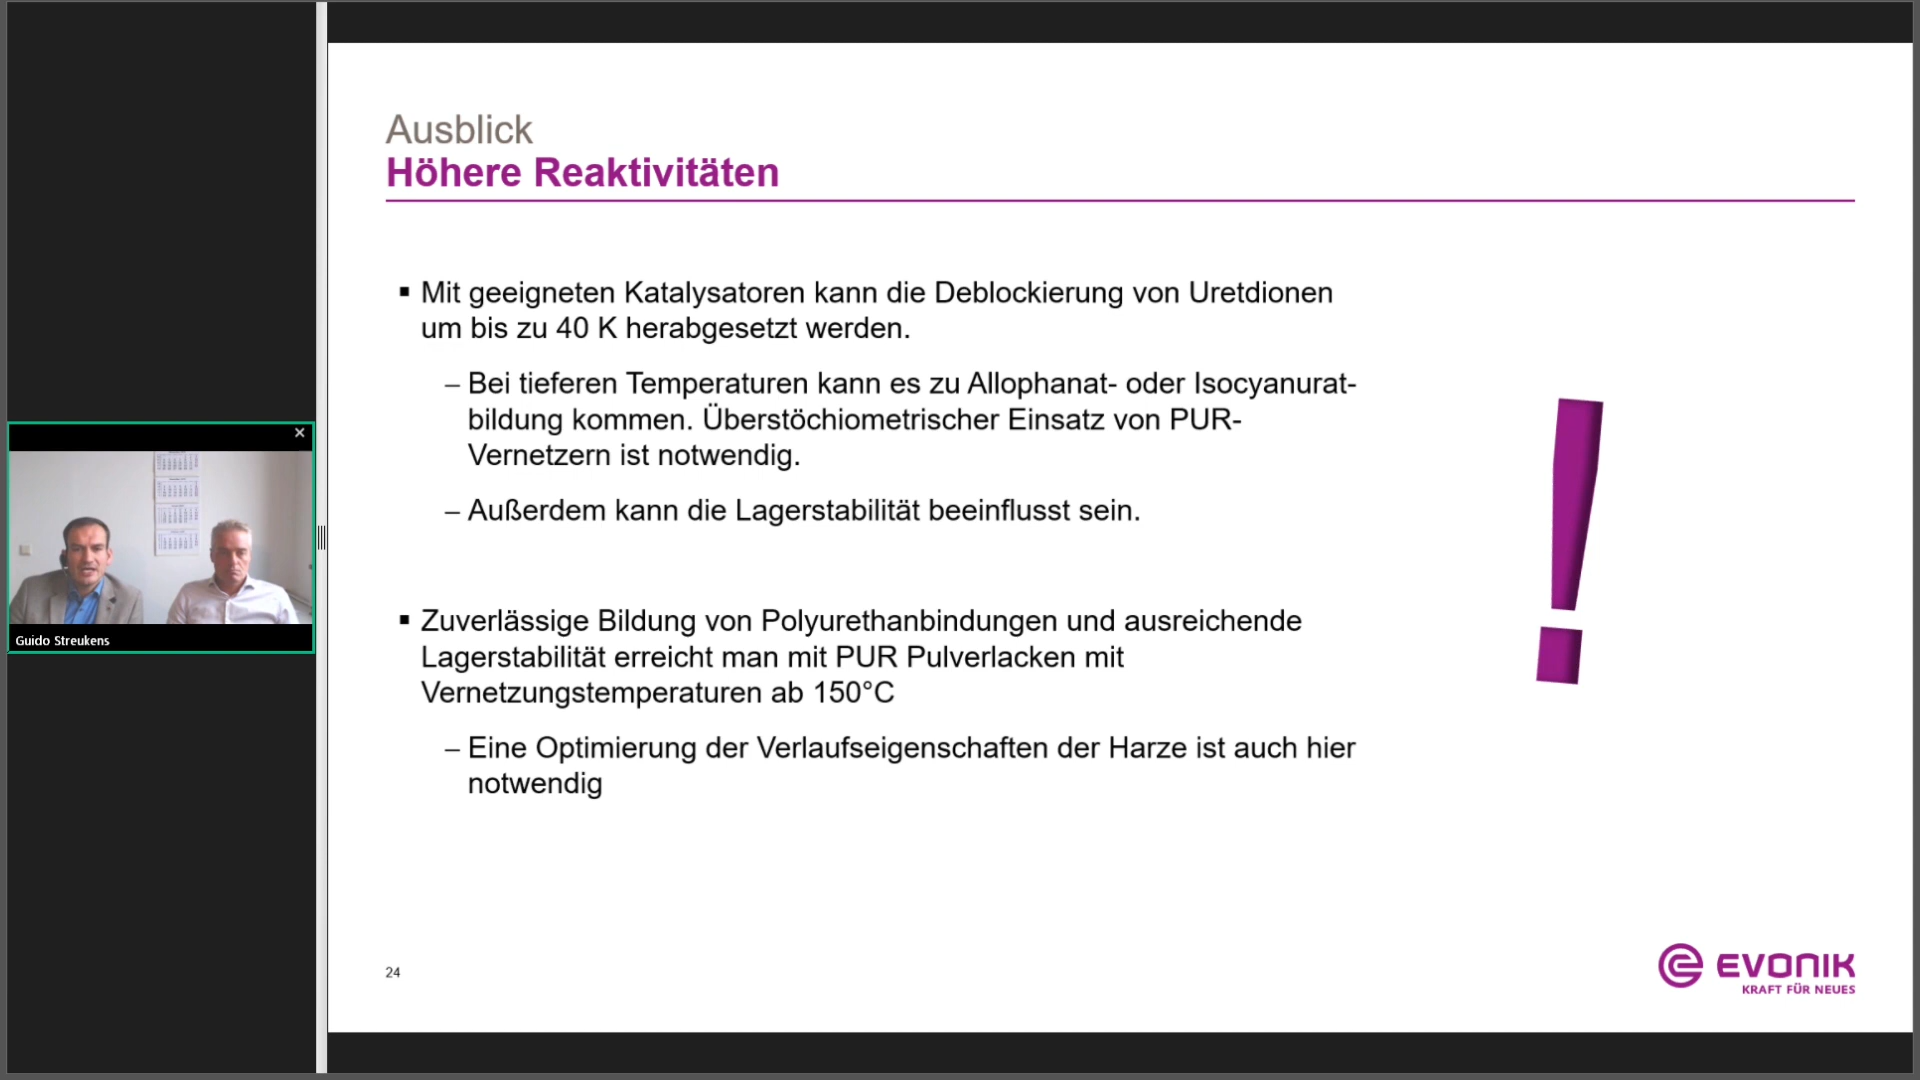 Ausblick
Höhere Reaktivitäten
▪ Mit geeigneten Katalysatoren kann die Deblockierung von Uretdionen
um bis zu 40 K herabgesetzt werden.
– Bei tieferen Temperaturen kann es zu Allophanat- oder Isocyanurat-
bildung kommen. Überstöchiometrischer Einsatz von PUR-
Vernetzern ist notwendig.
– Außerdem kann die Lagerstabilität beeinflusst sein.
▪ Zuverlässige Bildung von Polyurethanbindungen und ausreichende
Lagerstabilität erreicht man mit PUR Pulverlacken mit
Vernetzungstemperaturen ab 150°C
– Eine Optimierung der Verlaufseigenschaften der Harze ist auch hier
notwendig
!
Guido Streukens
24
EVONIK
KRAFT FÜR NEUES